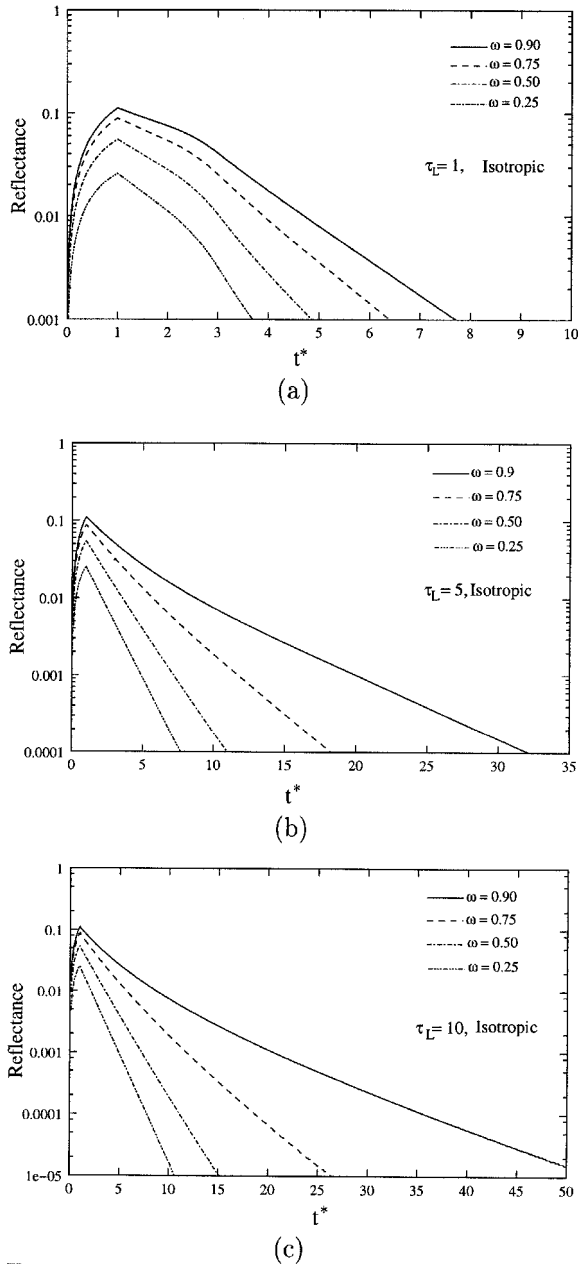 1
0.1
0.01
0.001
Reflectance
ω = 0.90
ω = 0.75
ω = 0.50
ω = 0.25
τL= 1, Isotropic
0 1 2 3 4 5 6 7 8 9 10
t*
(a)
1
0.1
0.01
0.001
0.0001
Reflectance
ω = 0.9
ω = 0.75
ω = 0.50
ω = 0.25
τL= 5, Isotropic
0 5 10 15 20 25 30 35
t*
(b)
1
0.1
0.01
0.001
0.0001
1e−05
Reflectance
ω = 0.90
ω = 0.75
ω = 0.50
ω = 0.25
τL= 10, Isotropic
0 5 10 15 20 25 30 35 40 45 50
t*
(c)